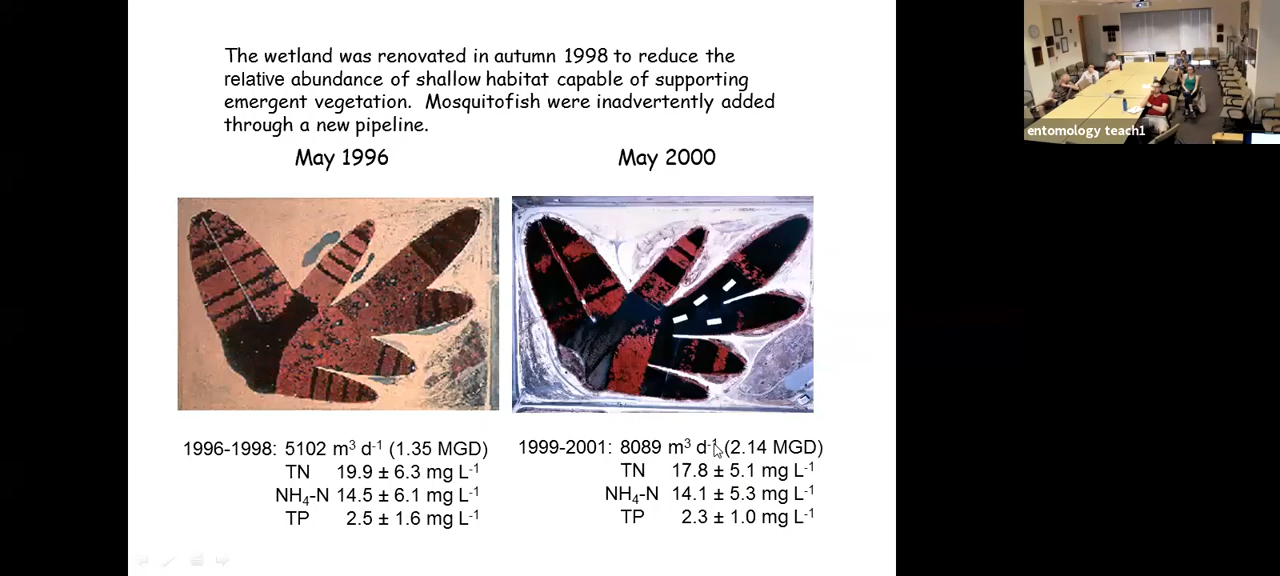 The wetland was renovated in autumn 1998 to reduce the
relative abundance of shallow habitat capable of supporting
emergent vegetation. Mosquitofish were inadvertently added
through a new pipeline.
May 1996
May 2000
1996-1998: 5102 m³ d⁻¹ (1.35 MGD)
TN 19.9 ± 6.3 mg L⁻¹
NH₄-N 14.5 ± 6.1 mg L⁻¹
TP 2.5 ± 1.6 mg L⁻¹
1999-2001: 8089 m³ d⁻¹ (2.14 MGD)
TN 17.8 ± 5.1 mg L⁻¹
NH₄-N 14.1 ± 5.3 mg L⁻¹
TP 2.3 ± 1.0 mg L⁻¹
entomology teach1